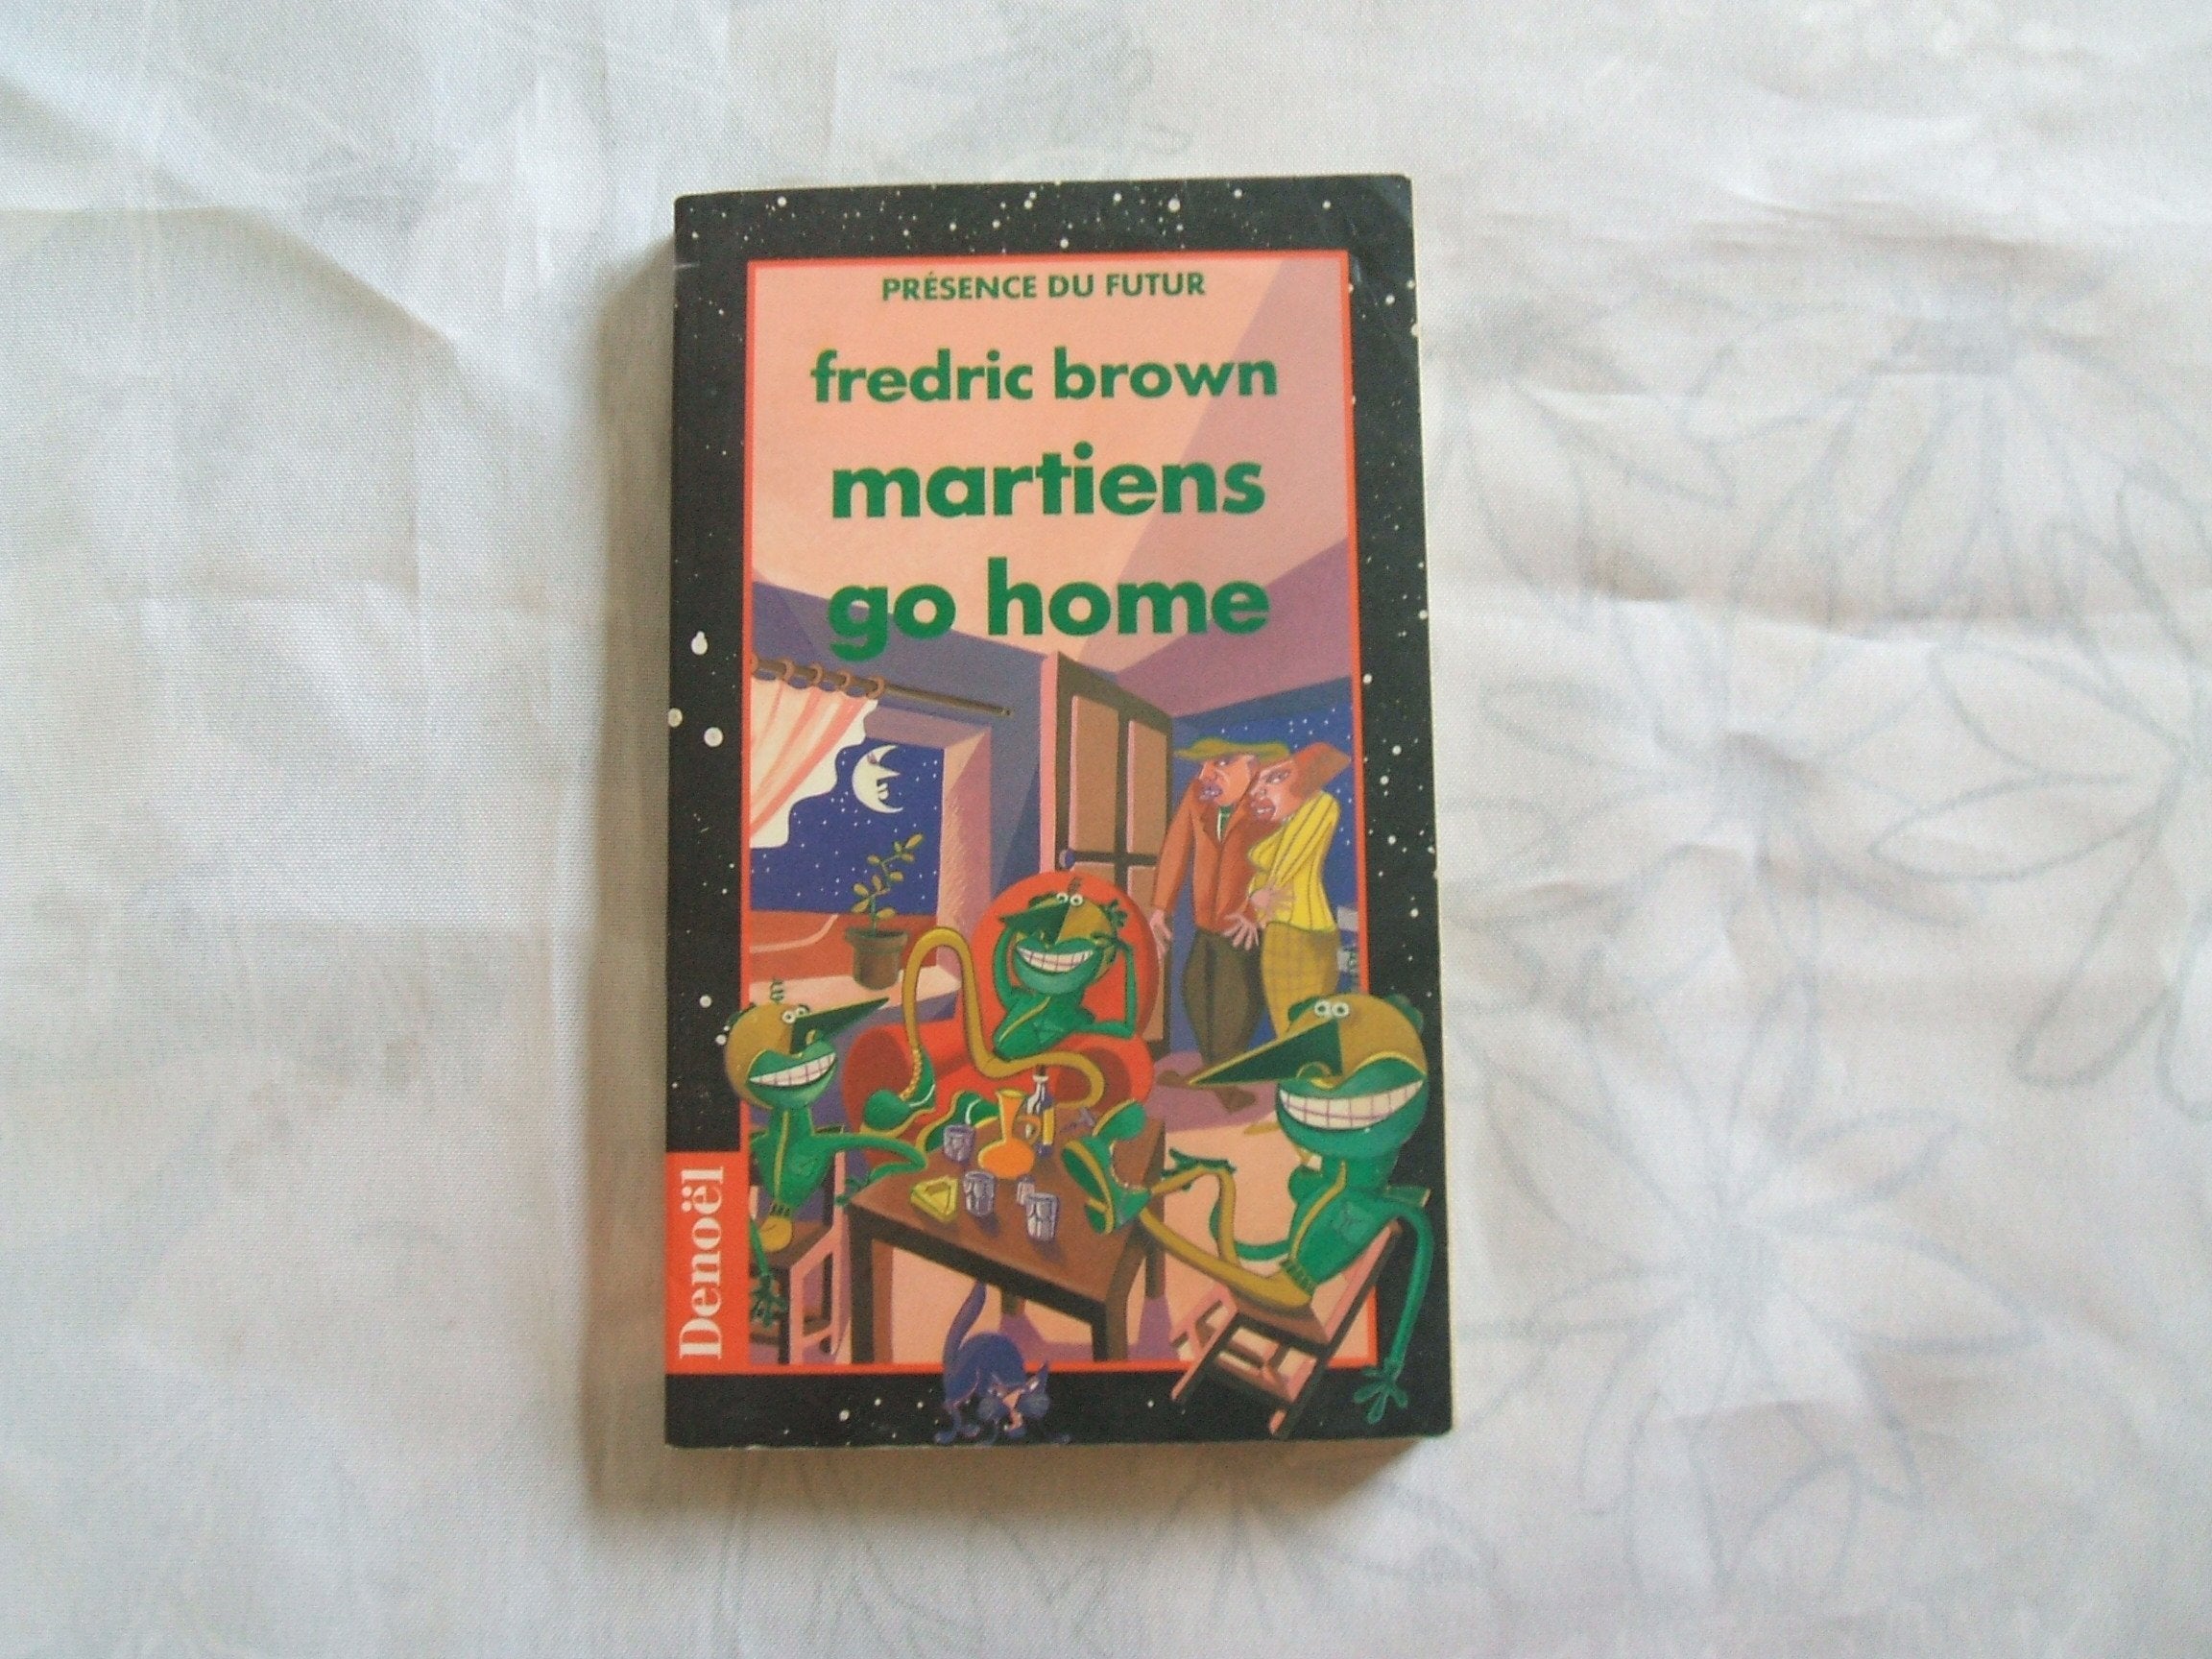 PRÉSENCE DU FUTUR
fredric brown
martiens
go home
Denoël